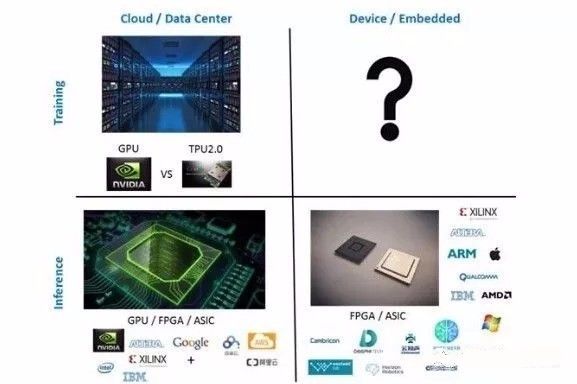 Cloud / Data Center
Device / Embedded
Training
GPU
TPU2.0
NVIDIA
VS
Inference
GPU / FPGA / ASIC
NVIDIA
ALTERA
Google
AWS
intel
XILINX
+
阿里云
IBM
XILINX
ALTERA
ARM
QUALCOMM
IBM
AMD
FPGA / ASIC
Cambricon
DEEPHi TECH
Horizon
Robotics